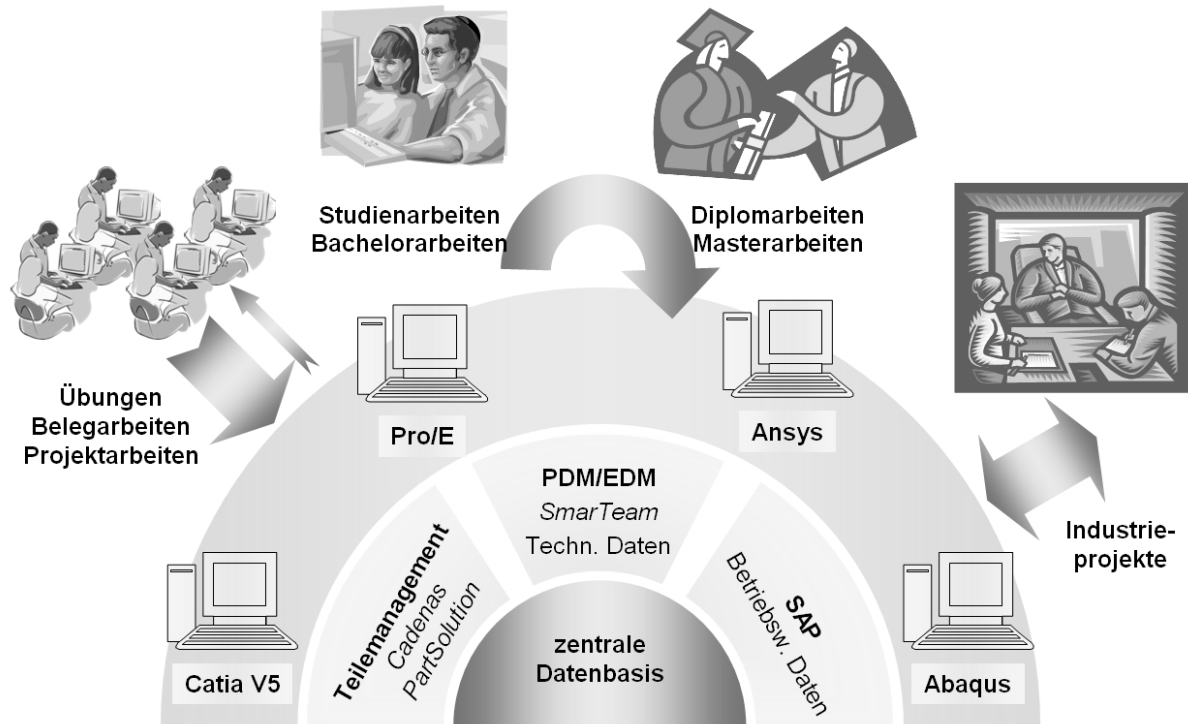 Studienarbeiten
Bachelorarbeiten
Diplomarbeiten
Masterarbeiten
Übungen
Belegarbeiten
Projektarbeiten
Pro/E
Ansys
Industrie-
projekte
PDM/EDM
SmarTeam
Techn. Daten
Teilemanagement
Cadenas
PartSolution
SAP
Betriebsw. Daten
zentrale
Datenbasis
Catia V5
Abaqus